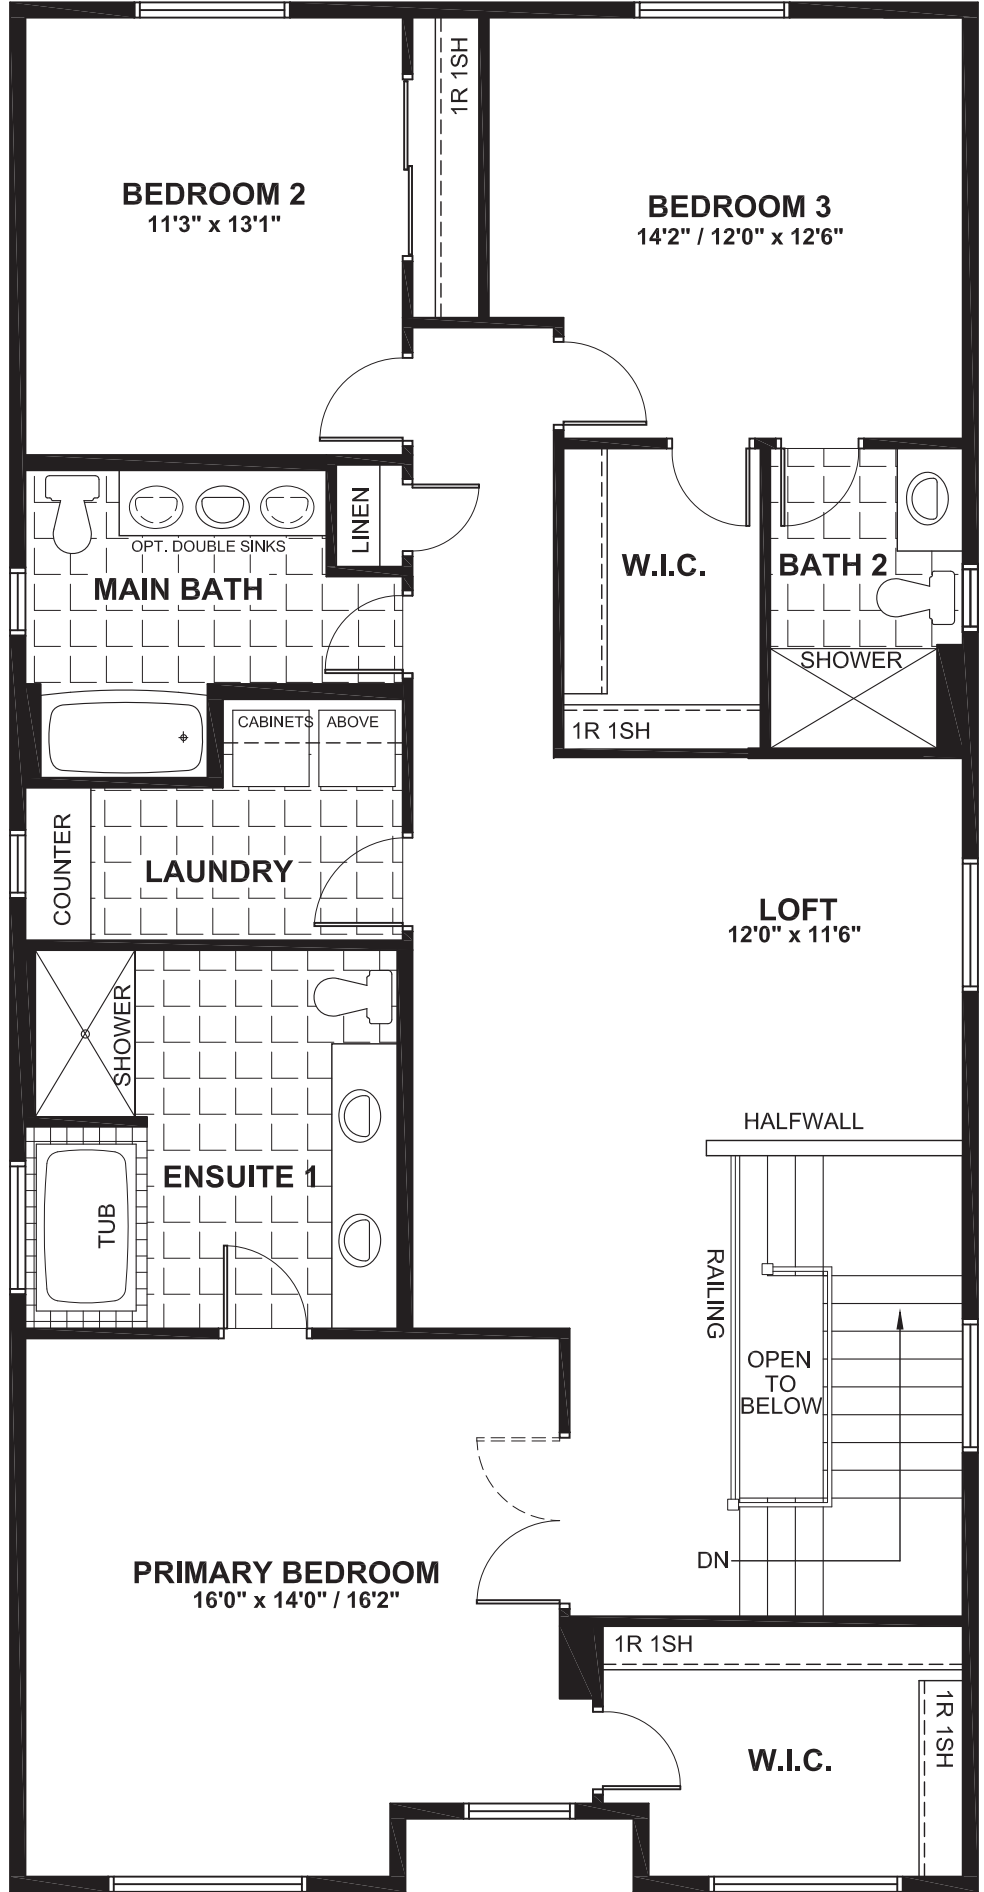 1R 1SH
BEDROOM 2
11'3" x 13'1"
BEDROOM 3
14'2" / 12'0" x 12'6"
LINEN
OPT. DOUBLE SINKS
MAIN BATH
W.I.C.
BATH 2
SHOWER
1R 1SH
CABINETS
ABOVE
COUNTER
LAUNDRY
LOFT
12'0" x 11'6"
SHOWER
HALFWALL
ENSUITE 1
TUB
RAILING
OPEN
TO
BELOW
DN
PRIMARY BEDROOM
16'0" x 14'0" / 16'2"
1R 1SH
1R 1SH
W.I.C.